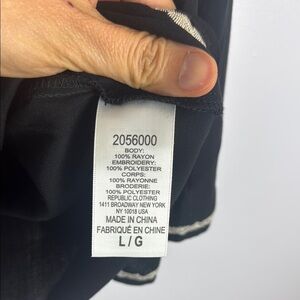 2056000
BODY:
100% RAYON
EMBROIDERY:
100% POLYESTER
CORPS:
100% RAYONNE
BRODERIE:
100% POLYESTER
REPUBLIC CLOTHING
1411 BROADWAY NEW YORK
NY 10018 USA
MADE IN CHINA
FABRIQUÉ EN CHINE
L/G